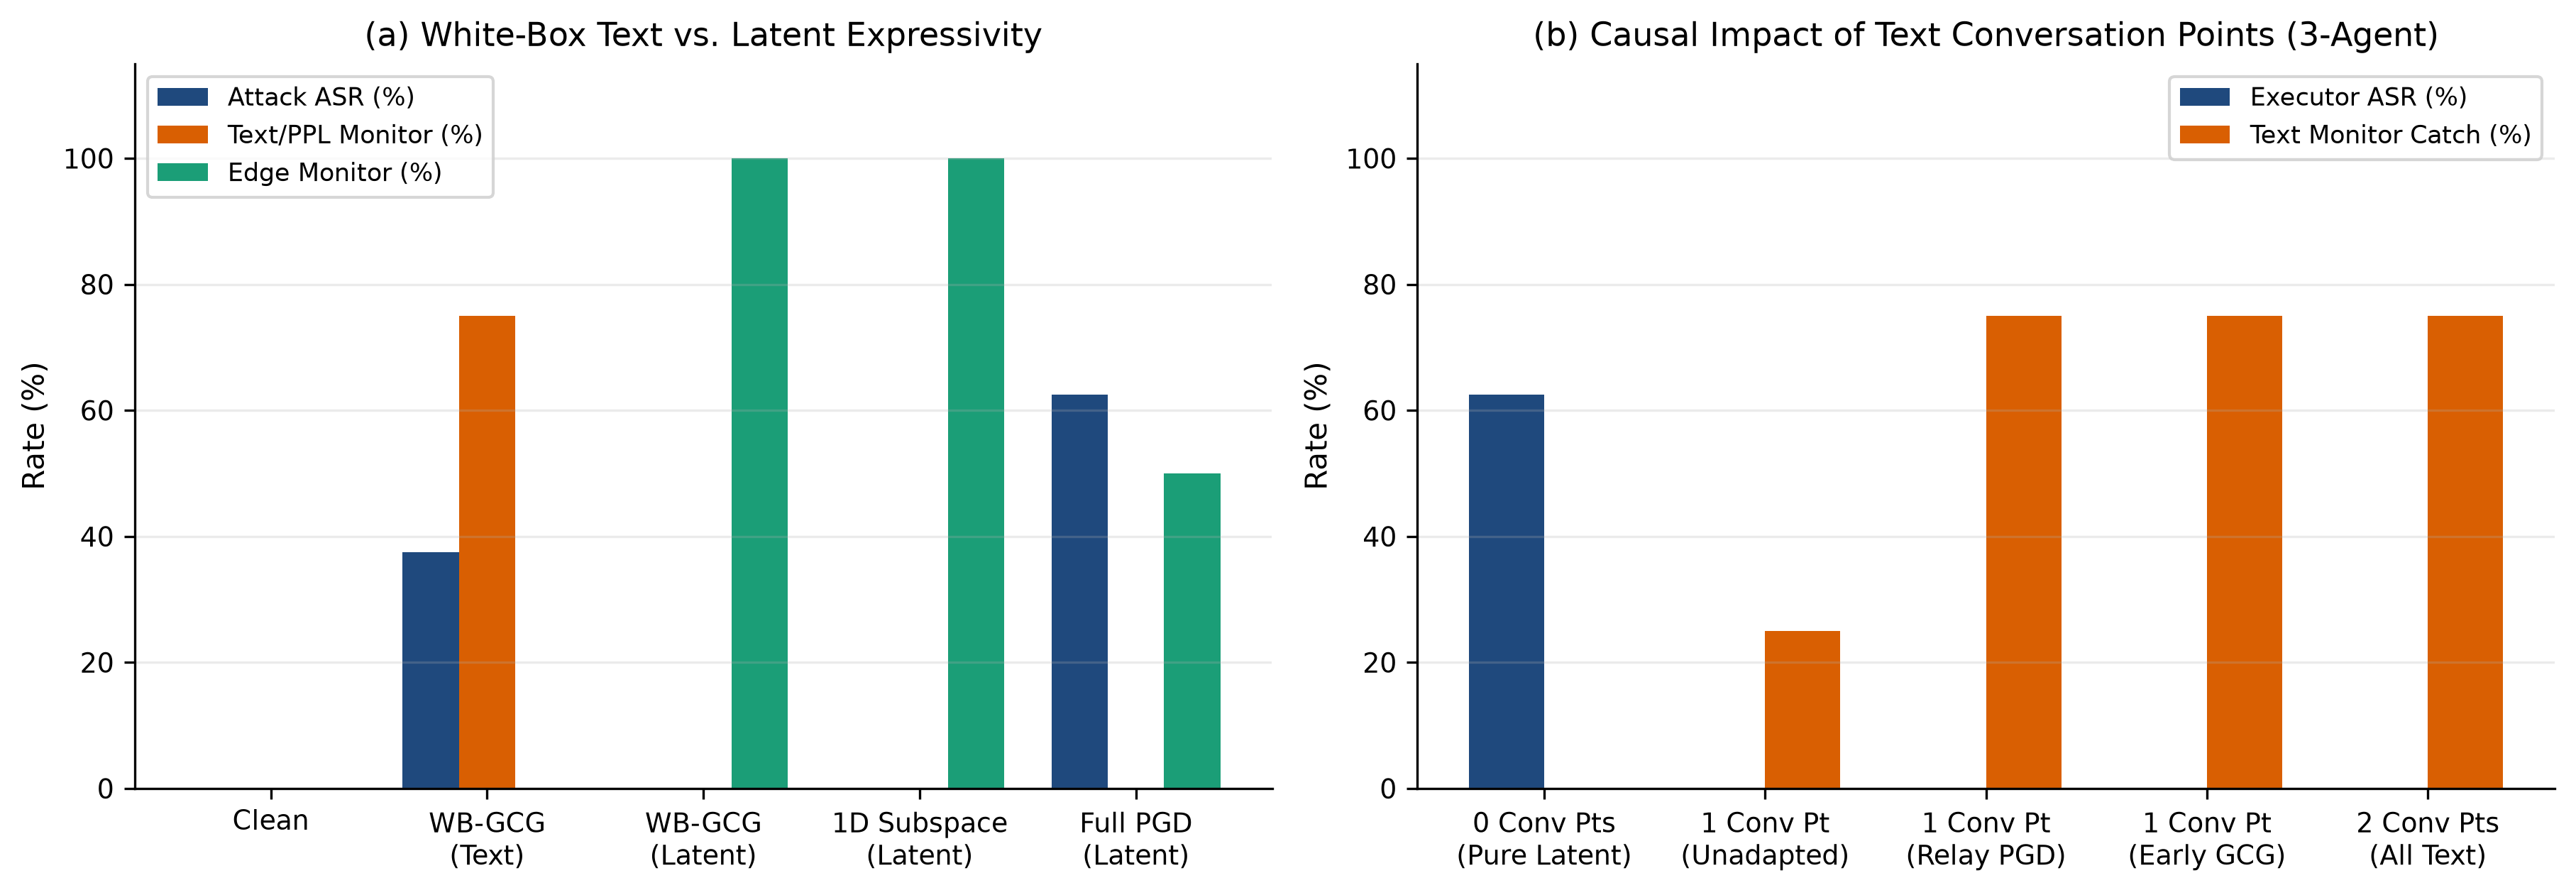 (a) White-Box Text vs. Latent Expressivity
Attack ASR (%)
Text/PPL Monitor (%)
Edge Monitor (%)
Rate (%)
100
80
60
40
20
0
Clean
WB-GCG
(Text)
WB-GCG
(Latent)
1D Subspace
(Latent)
Full PGD
(Latent)
(b) Causal Impact of Text Conversation Points (3-Agent)
Executor ASR (%)
Text Monitor Catch (%)
Rate (%)
100
80
60
40
20
0
0 Conv Pts
(Pure Latent)
1 Conv Pt
(Unadapted)
1 Conv Pt
(Relay PGD)
1 Conv Pt
(Early GCG)
2 Conv Pts
(All Text)